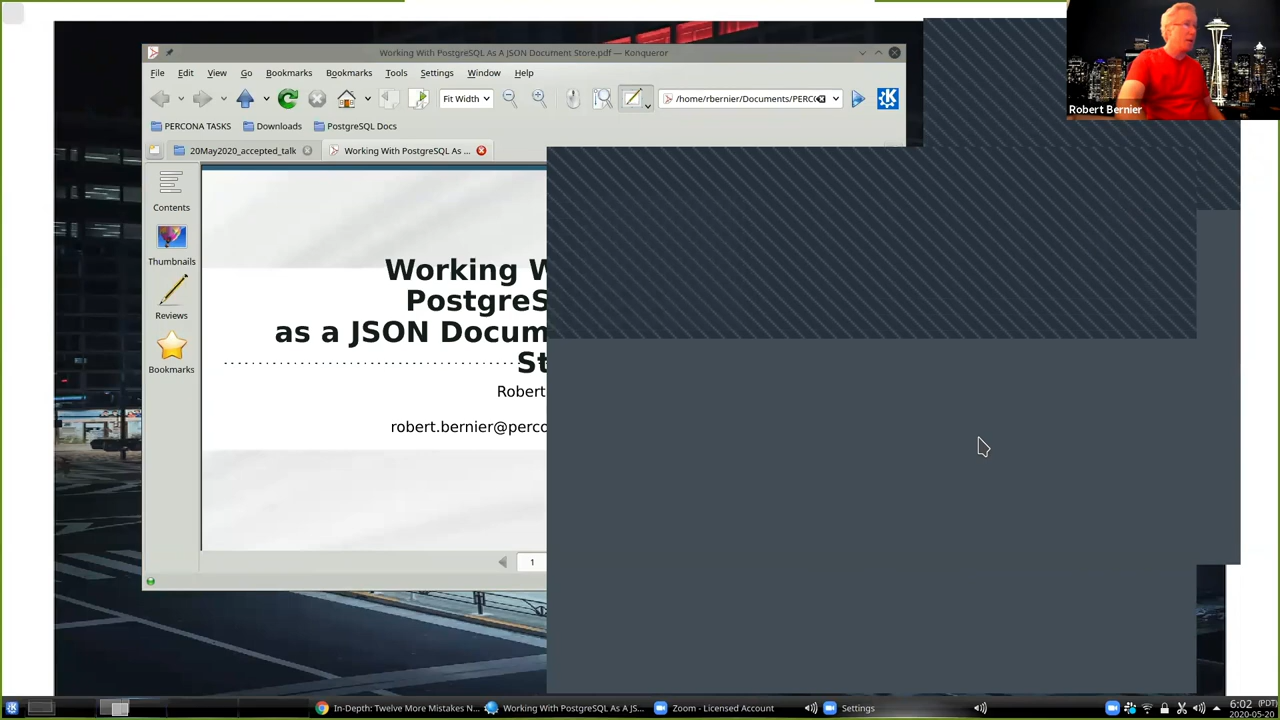 Robert Bernier
Working With PostgreSQL As A JSON Document Store.pdf — Konqueror
File Edit View Go Bookmarks Bookmarks Tools Settings Window Help
Fit Width
/home/rbernier/Documents/PERC
PERCONA TASKS Downloads PostgreSQL Docs
20May2020_accepted_talk Working With PostgreSQL As ...
Contents
Thumbnails
Reviews
Bookmarks
Working W
PostgreS
as a JSON Docum
St
Robert
robert.bernier@perco
1
In-Depth: Twelve More Mistakes N... Working With PostgreSQL As A JS... Zoom - Licensed Account Settings
6:02 (PDT)
2020-05-20